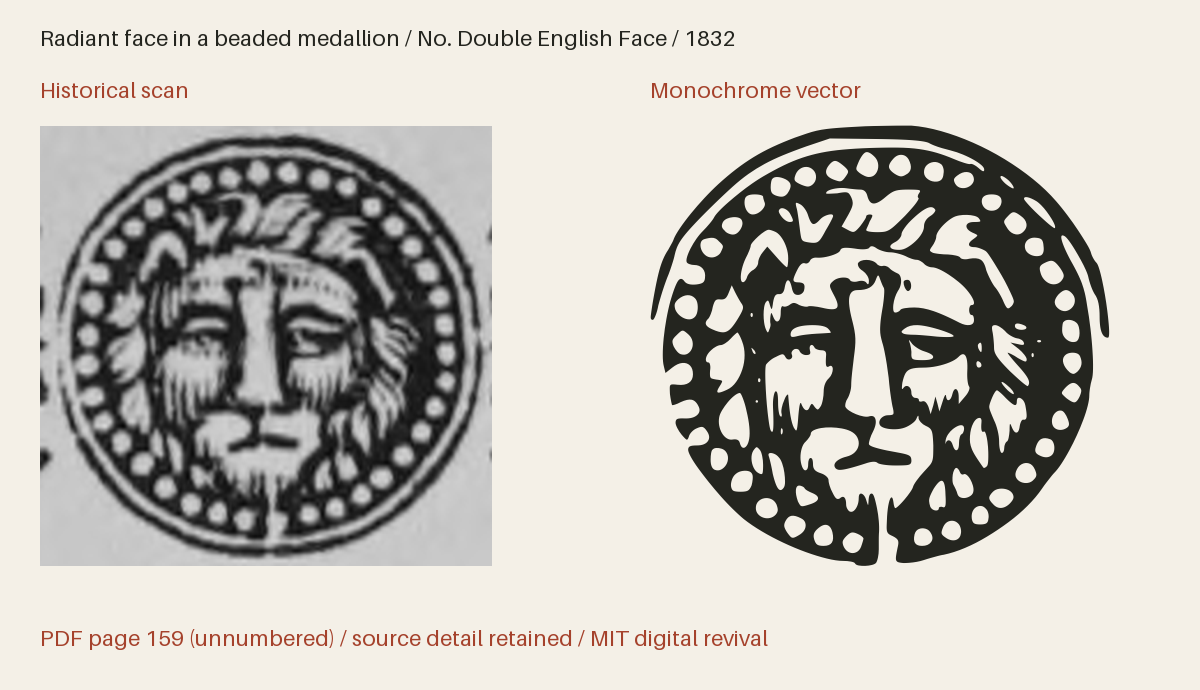 Radiant face in a beaded medallion / No. Double English Face / 1832
Historical scan
Monochrome vector
PDF page 159 (unnumbered) / source detail retained / MIT digital revival